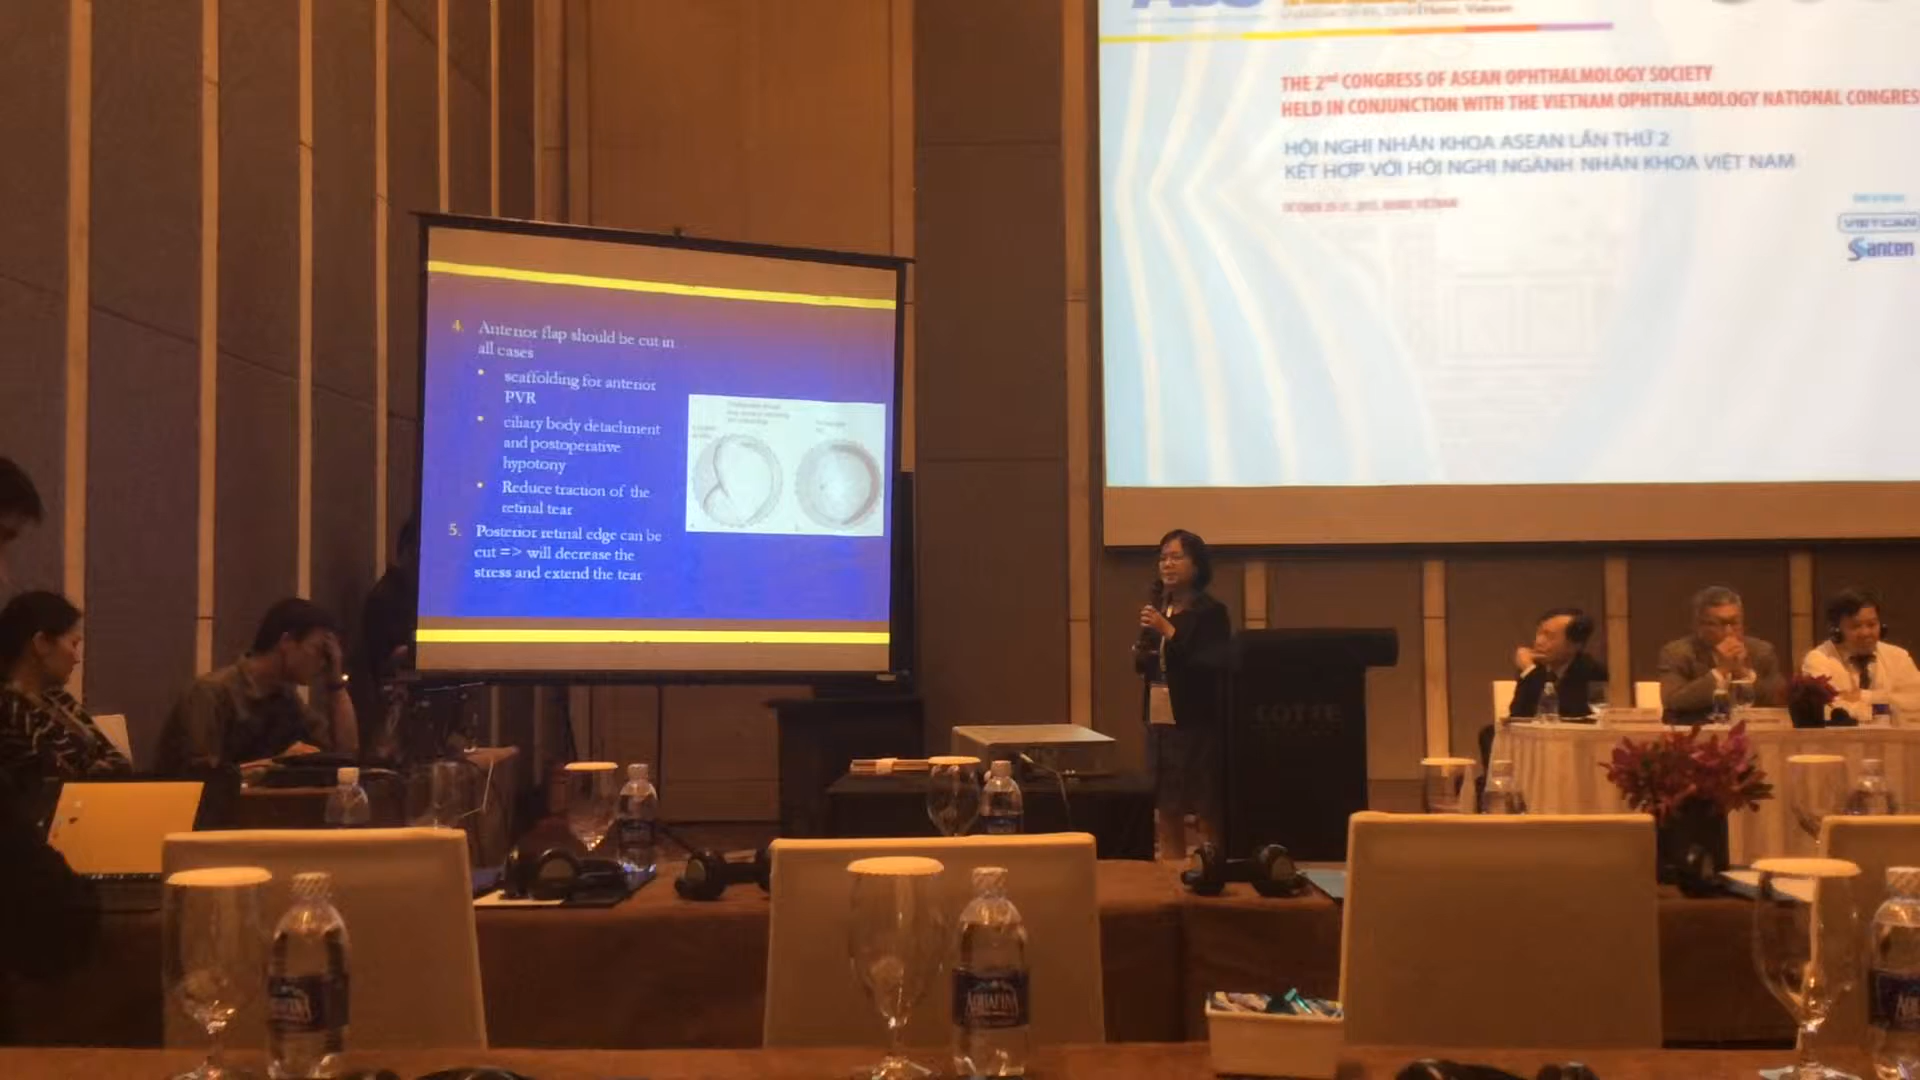 4. Anterior flap should be cut in
all cases
• scaffolding for anterior
PVR
• ciliary body detachment
and postoperative
hypotony
• Reduce traction of the
retinal tear
5. Posterior retinal edge can be
cut => will decrease the
stress and extend the tear
THE 2nd CONGRESS OF ASEAN OPHTHALMOLOGY SOCIETY
HELD IN CONJUNCTION WITH THE VIETNAM OPHTHALMOLOGY NATIONAL CONGRES
HỘI NGHỊ NHÃN KHOA ASEAN LẦN THỨ 2
KẾT HỢP VỚI HỘI NGHỊ NGÀNH NHÃN KHOA VIỆT NAM
Santen
LOTTE
AQUAFINA
AQUAFINA